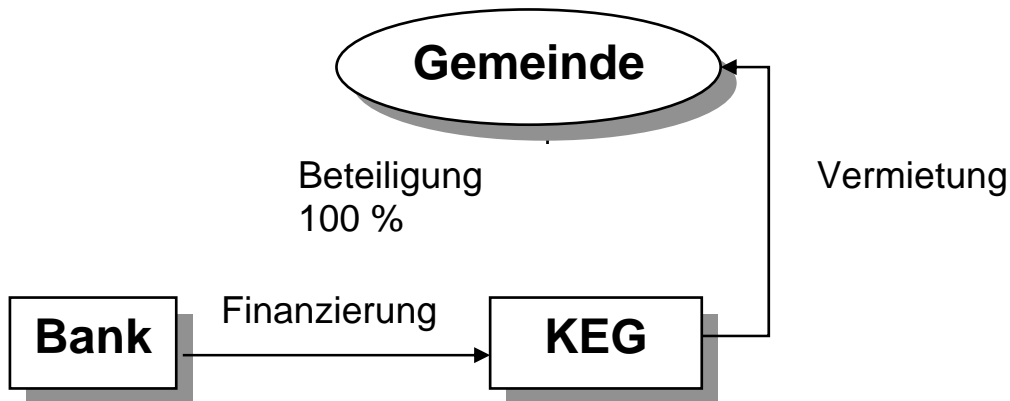 Gemeinde
Beteiligung
100 %
Vermietung
Finanzierung
Bank
KEG